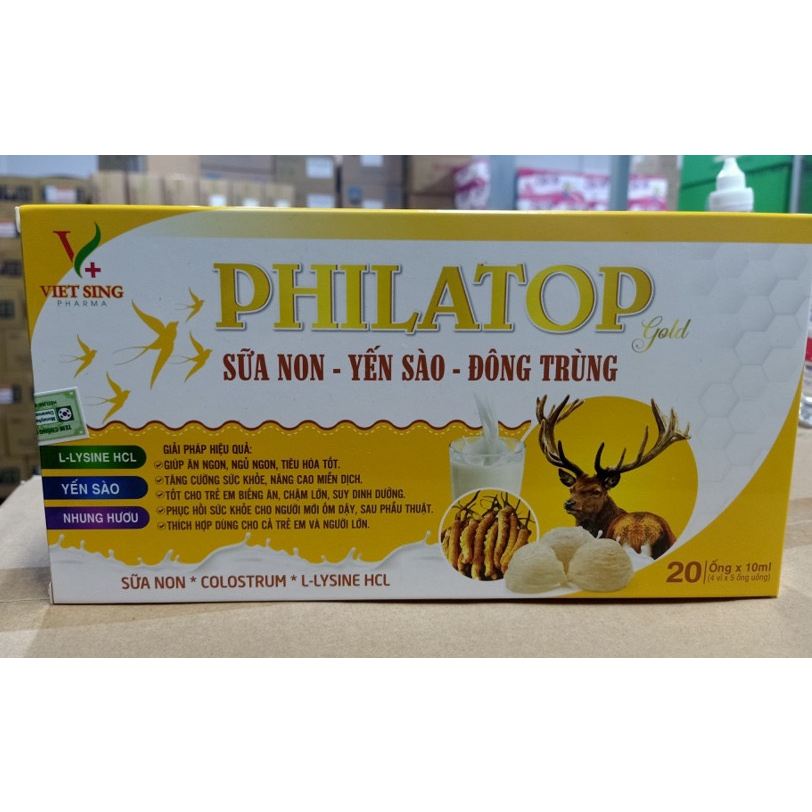 VIET SING
PHARMA
PHILATOP
Gold
SỮA NON - YẾN SÀO - ĐÔNG TRÙNG
L-LYSINE HCL
YẾN SÀO
NHUNG HƯƠU
GIẢI PHÁP HIỆU QUẢ:
GIÚP ĂN NGON, NGỦ NGON, TIÊU HÓA TỐT.
TĂNG CƯỜNG SỨC KHỎE, NÂNG CAO MIỄN DỊCH.
TỐT CHO TRẺ EM BIẾNG ĂN, CHẬM LỚN, SUY DINH DƯỠNG.
PHỤC HỒI SỨC KHỎE CHO NGƯỜI MỚI ỐM DẬY, SAU PHẪU THUẬT.
THÍCH HỢP DÙNG CHO CẢ TRẺ EM VÀ NGƯỜI LỚN.
SỮA NON * COLOSTRUM * L-LYSINE HCL
20 Ống x 10ml
(4 vỉ x 5 ống uống)